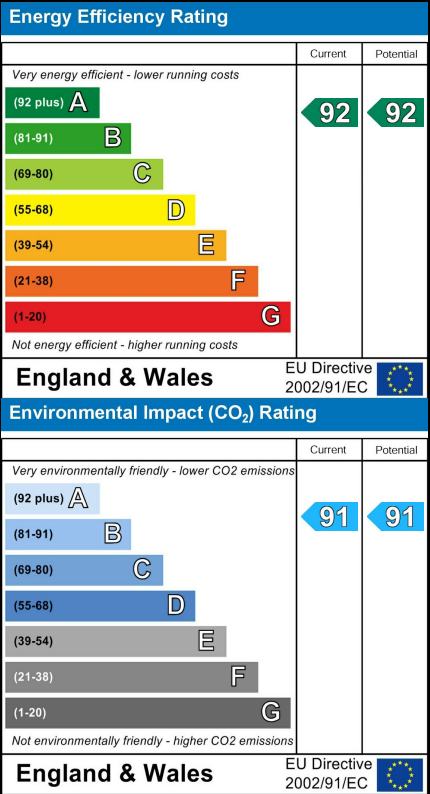 Energy Efficiency Rating
Current Potential
Very energy efficient - lower running costs
(92 plus) A
92 92
(81-91) B
(69-80) C
(55-68) D
(39-54) E
(21-38) F
(1-20) G
Not energy efficient - higher running costs
England & Wales
EU Directive
2002/91/EC
Environmental Impact (CO₂) Rating
Current Potential
Very environmentally friendly - lower CO2 emissions
(92 plus) A
91 91
(81-91) B
(69-80) C
(55-68) D
(39-54) E
(21-38) F
(1-20) G
Not environmentally friendly - higher CO2 emissions
England & Wales
EU Directive
2002/91/EC